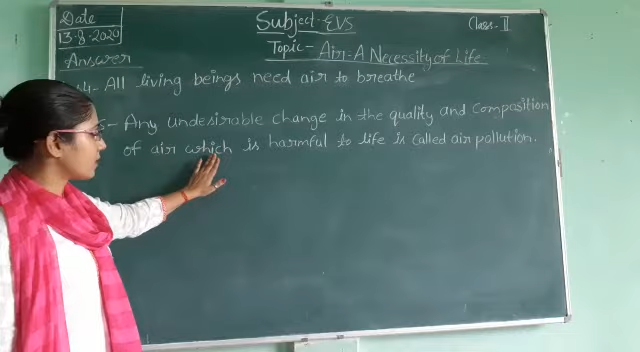 Date
13.8.2020
Subject - EVS
Class - II
Topic - Air - A Necessity of Life
Answer
4 - All living beings need air to breathe
5 - Any undesirable change in the quality and composition
of air which is harmful to life is called air pollution.